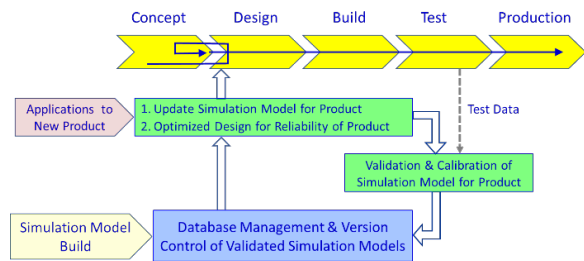 Concept Design Build Test Production
Applications to
New Product
1. Update Simulation Model for Product
2. Optimized Design for Reliability of Product
Test Data
Validation & Calibration of
Simulation Model for Product
Simulation Model
Build
Database Management & Version
Control of Validated Simulation Models